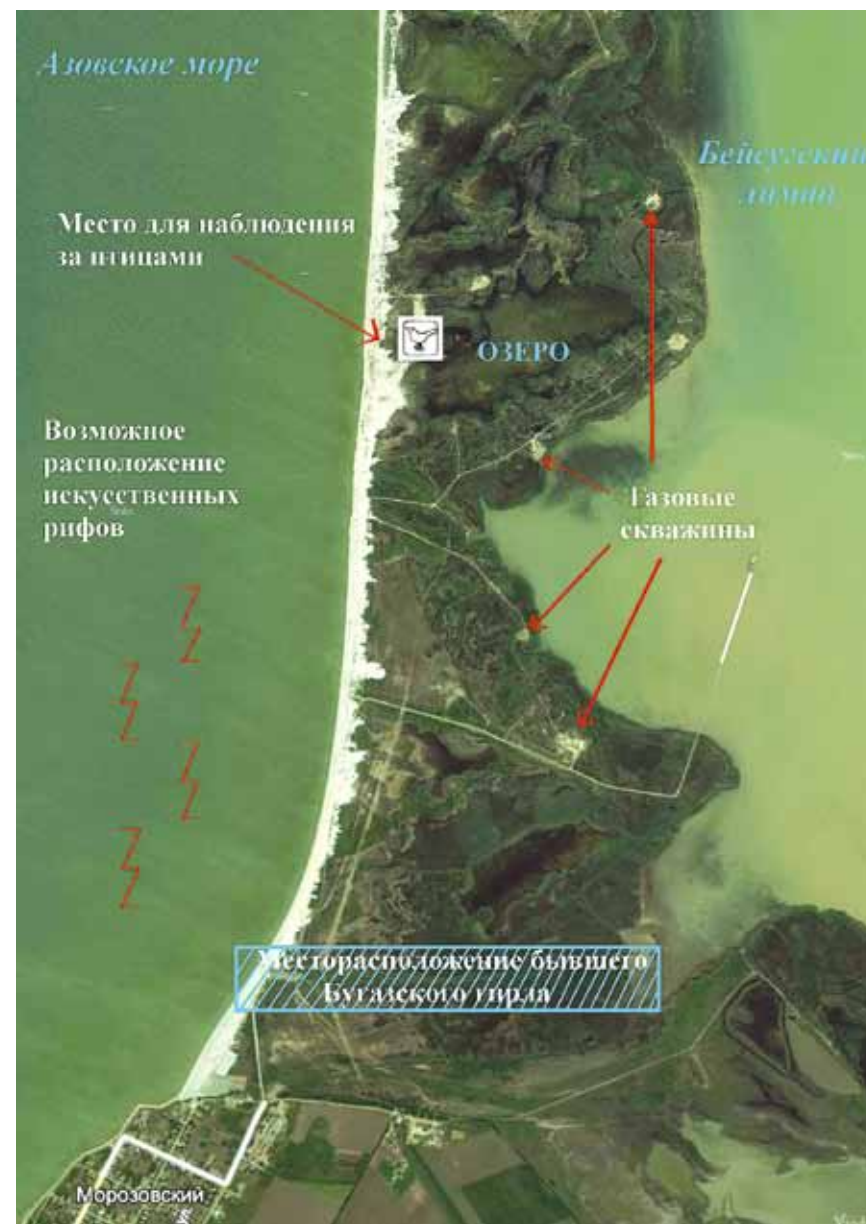 Азовское море
Бейсугский
лиман
Место для наблюдения
за птицами
ОЗЕРО
Возможное
расположение
искусственных
рифов
Газовые
скважины
Месторасположение бывшего
Бугазского гирла
Морозовский